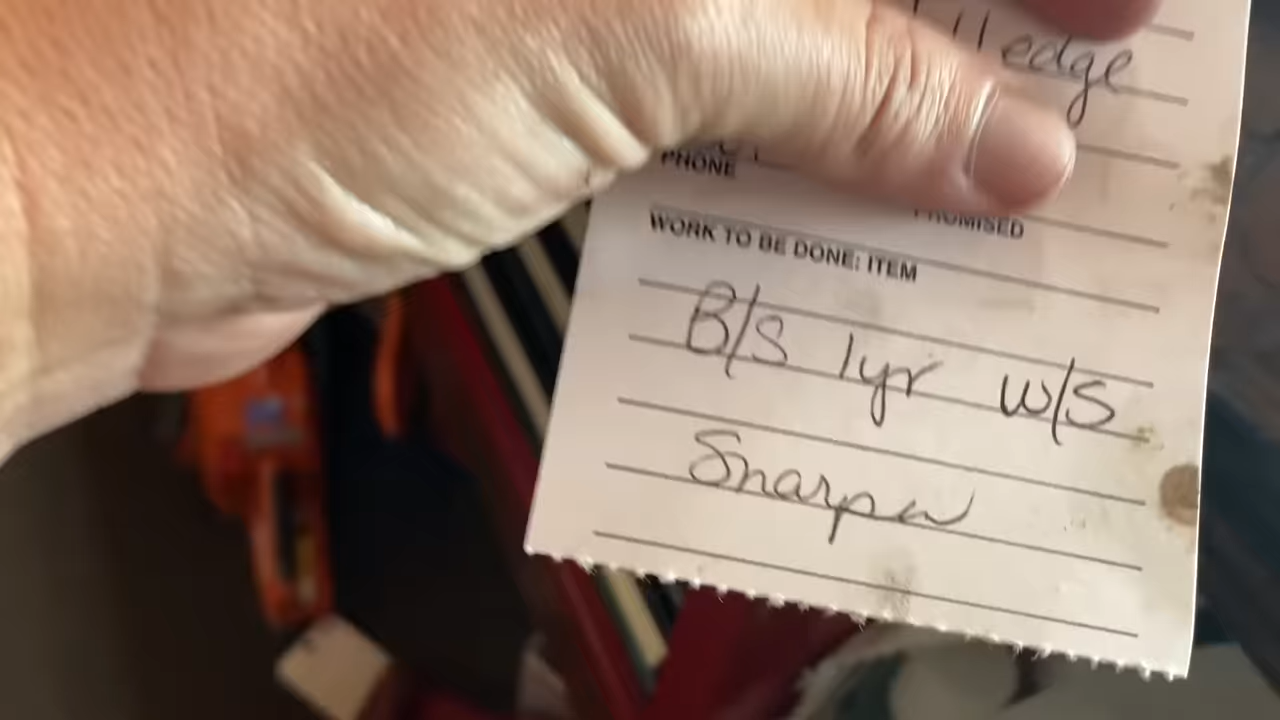 lledge
PHONE
PROMISED
WORK TO BE DONE: ITEM
B/S 1yr w/S
Sharpen